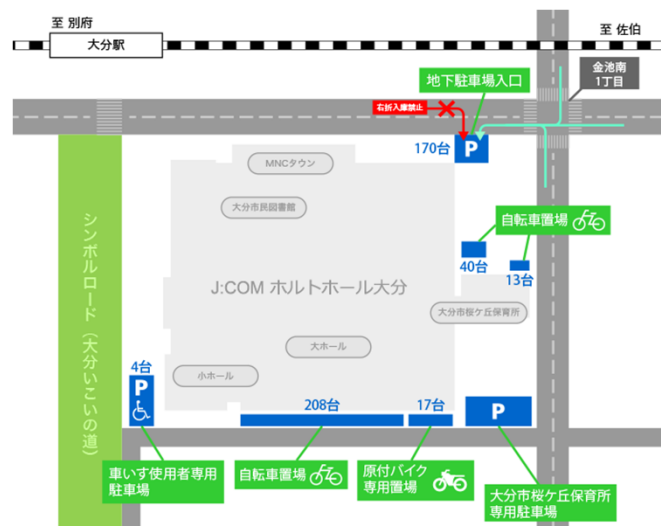 至 別府
大分駅
至 佐伯
金池南
1丁目
地下駐車場入口
右折入庫禁止
170台
P
MNCタウン
大分市民図書館
自転車置場
40台
13台
J:COM ホルトホール大分
大分市桜ケ丘保育所
シンボルロード（大分いこいの道）
大ホール
小ホール
4台
P
208台
17台
P
車いす使用者専用
駐車場
自転車置場
原付バイク
専用置場
大分市桜ケ丘保育所
専用駐車場